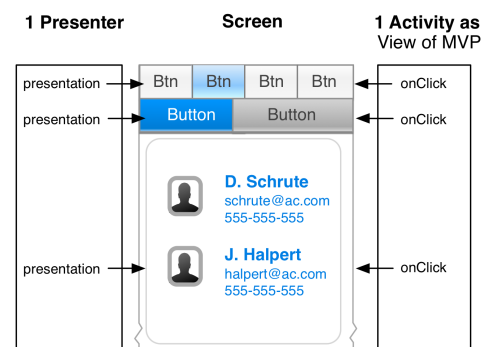 1 Presenter Screen 1 Activity as
View of MVP
presentation Btn Btn Btn Btn onClick
presentation Button Button onClick
D. Schrute
schrute@ac.com
555-555-555
J. Halpert
presentation halpert@ac.com onClick
555-555-555